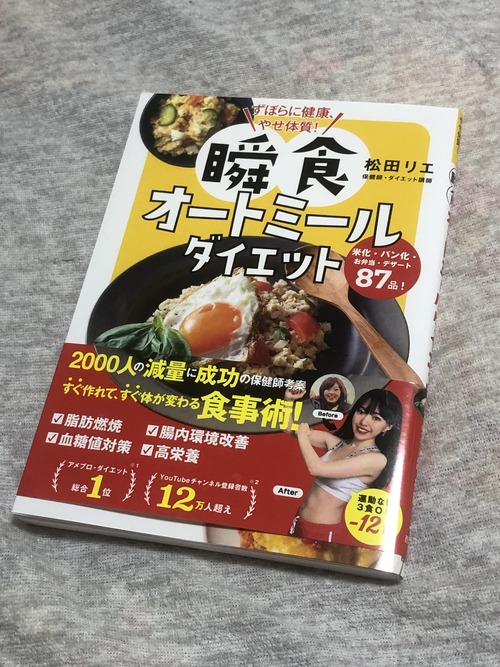 ずぼらに健康、
やせ体質!
瞬食
松田リエ
保健師・ダイエット講師
オートミール
ダイエット
米化・パン化・
お弁当・デザート
87品!
2000人の減量に成功の保健師考案
すぐ作れて、すぐ体が変わる食事術!
Before
☑脂肪燃焼 ☑腸内環境改善
☑血糖値対策 ☑高栄養
アメブロ・ダイエット※1
総合1位
YouTubeチャンネル登録者数※2
12万人超え
After
運動な
3食O
-12